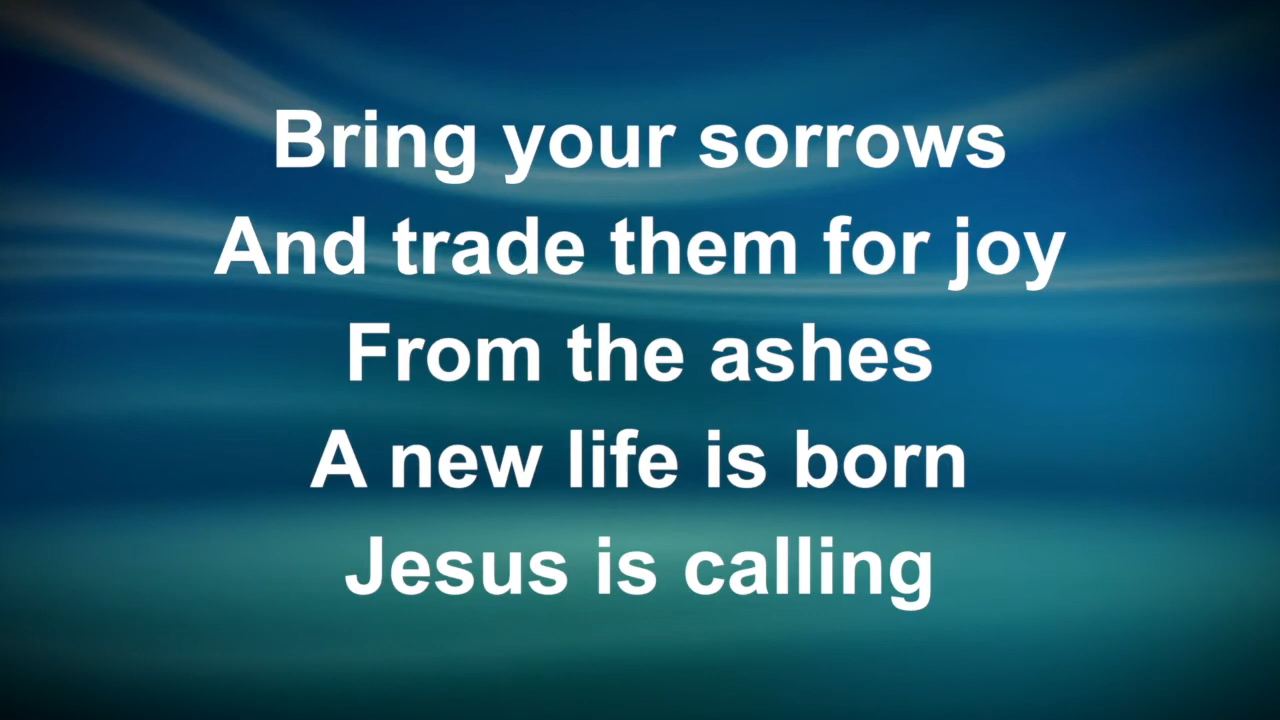 Bring your sorrows
And trade them for joy
From the ashes
A new life is born
Jesus is calling